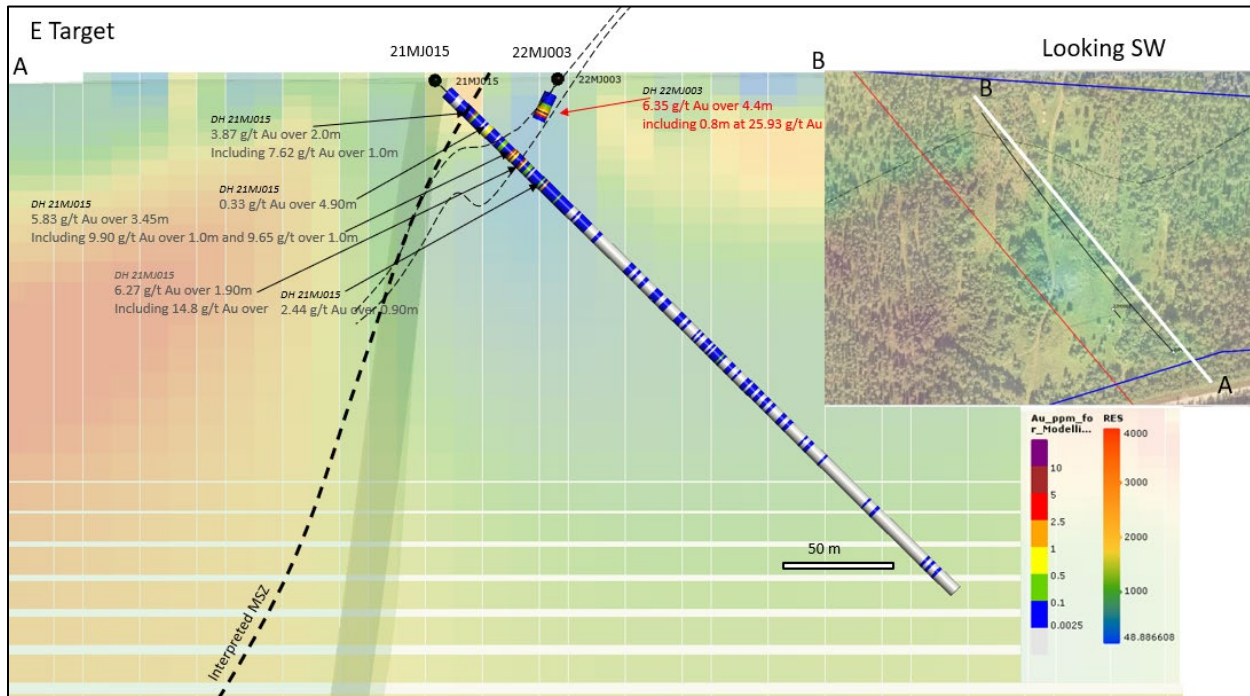 E Target
A
21MJ015
22MJ003
B
Looking SW
21MJ015
22MJ003
DH 22MJ003
6.35 g/t Au over 4.4m
including 0.8m at 25.93 g/t Au
DH 21MJ015
3.87 g/t Au over 2.0m
Including 7.62 g/t Au over 1.0m
DH 21MJ015
0.33 g/t Au over 4.90m
DH 21MJ015
5.83 g/t Au over 3.45m
Including 9.90 g/t Au over 1.0m and 9.65 g/t over 1.0m
DH 21MJ015
6.27 g/t Au over 1.90m
Including 14.8 g/t Au over
DH 21MJ015
2.44 g/t Au over 0.90m
Interpreted MSZ
50 m
B
A
Au_ppm_fo
r_Modelli...
10
5
2.5
1
0.5
0.1
0.0025
RES
4000
3000
2000
1000
48.886608